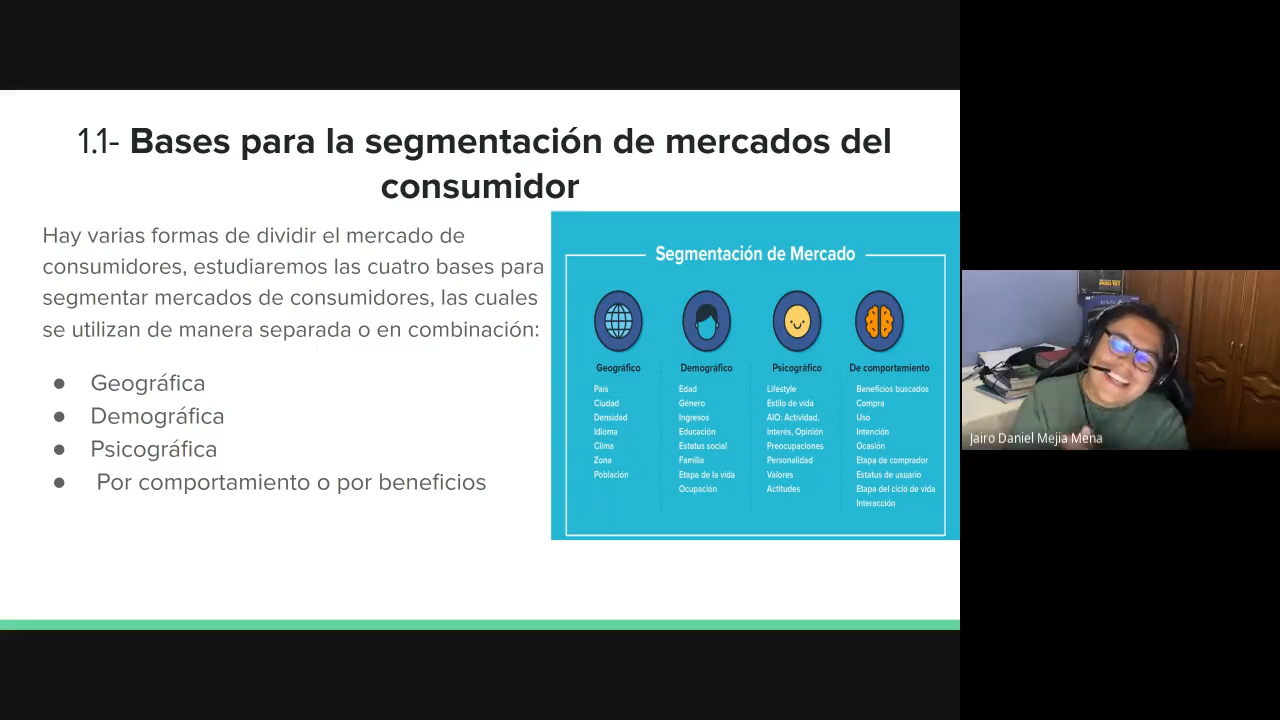 1.1- Bases para la segmentación de mercados del
consumidor
Hay varias formas de dividir el mercado de
consumidores, estudiaremos las cuatro bases para
segmentar mercados de consumidores, las cuales
se utilizan de manera separada o en combinación:
● Geográfica
● Demográfica
● Psicográfica
● Por comportamiento o por beneficios
Segmentación de Mercado
Geográfico
País
Ciudad
Densidad
Idioma
Clima
Zona
Población
Demográfico
Edad
Género
Ingresos
Educación
Estatus social
Familia
Etapa de la vida
Ocupación
Psicográfico
Lifestyle
Estilo de vida
AIO: Actividad,
Interés, Opinión
Preocupaciones
Personalidad
Valores
Actitudes
De comportamiento
Beneficios buscados
Compra
Uso
Intención
Ocasión
Etapa de comprador
Estatus de usuario
Etapa del ciclo de vida
Interacción
Jairo Daniel Mejia Mena